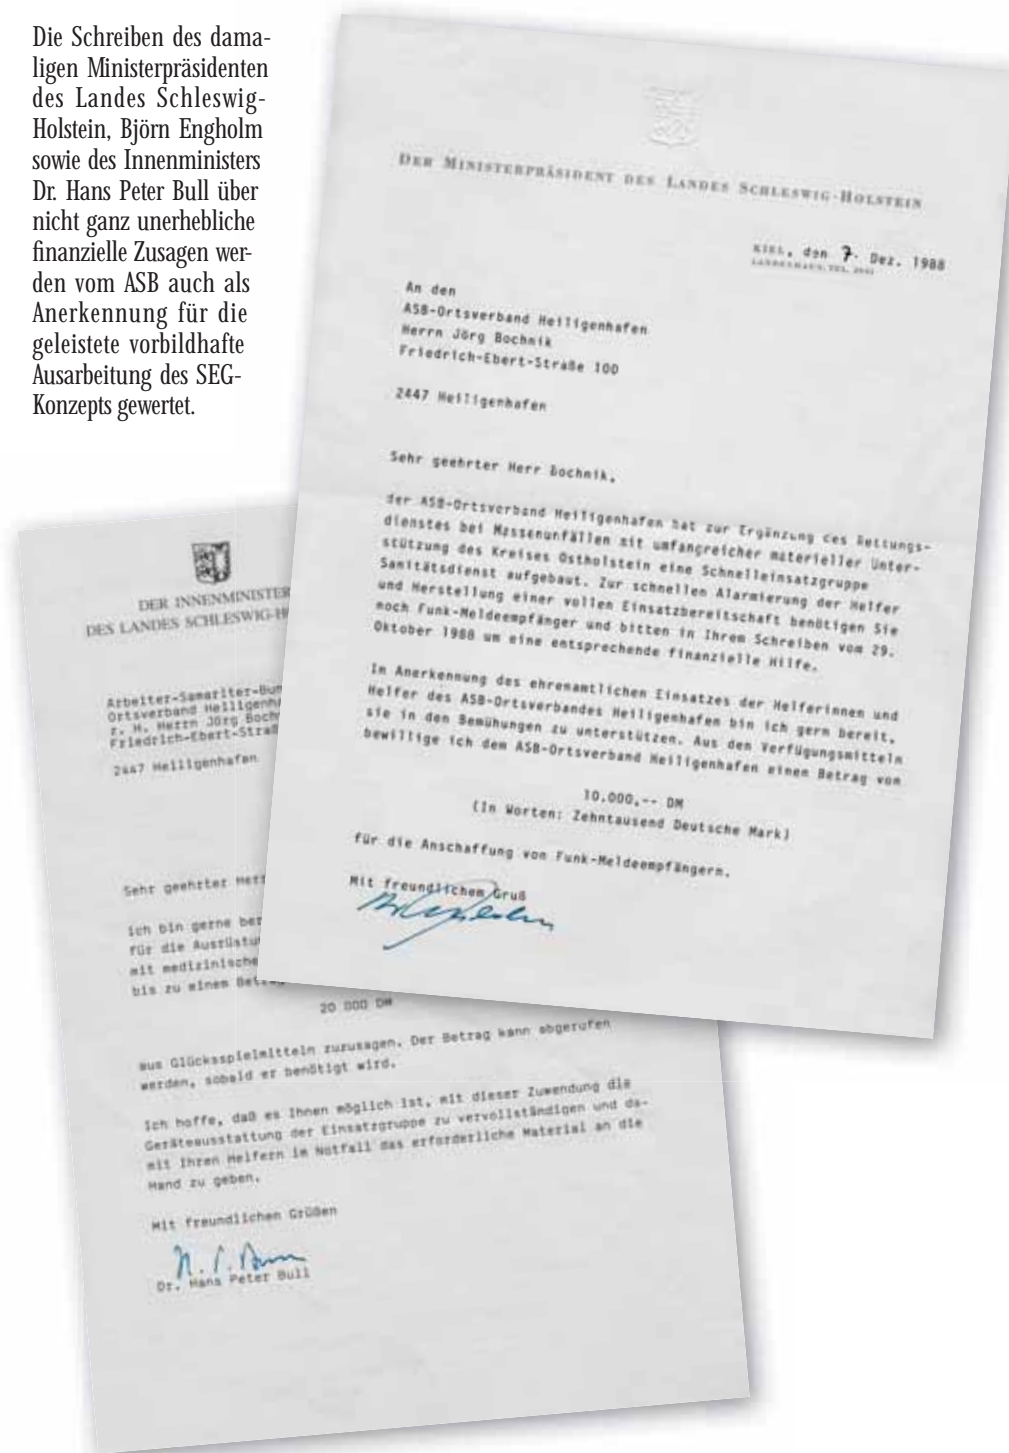 Die Schreiben des dama-
ligen Ministerpräsidenten
des Landes Schleswig-
Holstein, Björn Engholm
sowie des Innenministers
Dr. Hans Peter Bull über
nicht ganz unerhebliche
finanzielle Zusagen wer-
den vom ASB auch als
Anerkennung für die
geleistete vorbildhafte
Ausarbeitung des SEG-
Konzepts gewertet.
DER MINISTERPRÄSIDENT DES LANDES SCHLESWIG-HOLSTEIN
KIEL, den 7. Dez. 1988
LANDESHAUS, TEL.
An den
ASB-Ortsverband Heiligenhafen
Herrn Jörg Bochnik
Friedrich-Ebert-Straße 100
2447 Heiligenhafen
Sehr geehrter Herr Bochnik,
der ASB-Ortsverband Heiligenhafen hat zur Ergänzung des Rettungs-
dienstes bei Massenunfällen mit umfangreicher materieller Unter-
stützung des Kreises Ostholstein eine Schnelleinsatzgruppe
Sanitätsdienst aufgebaut. Zur schnellen Alarmierung der Helfer
und Herstellung einer vollen Einsatzbereitschaft benötigen Sie
noch Funk-Meldeempfänger und bitten in Ihrem Schreiben vom 29.
Oktober 1988 um eine entsprechende finanzielle Hilfe.
In Anerkennung des ehrenamtlichen Einsatzes der Helferinnen und
Helfer des ASB-Ortsverbandes Heiligenhafen bin ich gern bereit,
sie in den Bemühungen zu unterstützen. Aus den Verfügungsmitteln
bewillige ich dem ASB-Ortsverband Heiligenhafen einen Betrag von
10.000,-- DM
(In Worten: Zehntausend Deutsche Mark)
für die Anschaffung von Funk-Meldeempfängern.
Mit freundlichem Gruß
DER INNENMINISTER
DES LANDES SCHLESWIG-H
Arbeiter-Samariter-Bun
Ortsverband Heiligenha
z. H. Herrn Jörg Boch
Friedrich-Ebert-Straß
2447 Heiligenhafen
Sehr geehrter Herr
ich bin gerne ber
für die Ausrüstu
mit medizinische
bis zu einem Betrag
20 000 DM
aus Glücksspielmitteln zuzusagen. Der Betrag kann abgerufen
werden, sobald er benötigt wird.
Ich hoffe, daß es Ihnen möglich ist, mit dieser Zuwendung die
Geräteausstattung der Einsatzgruppe zu vervollständigen und da-
mit Ihren Helfern im Notfall das erforderliche Material an die
Hand zu geben.
Mit freundlichen Grüßen
Dr. Hans Peter Bull